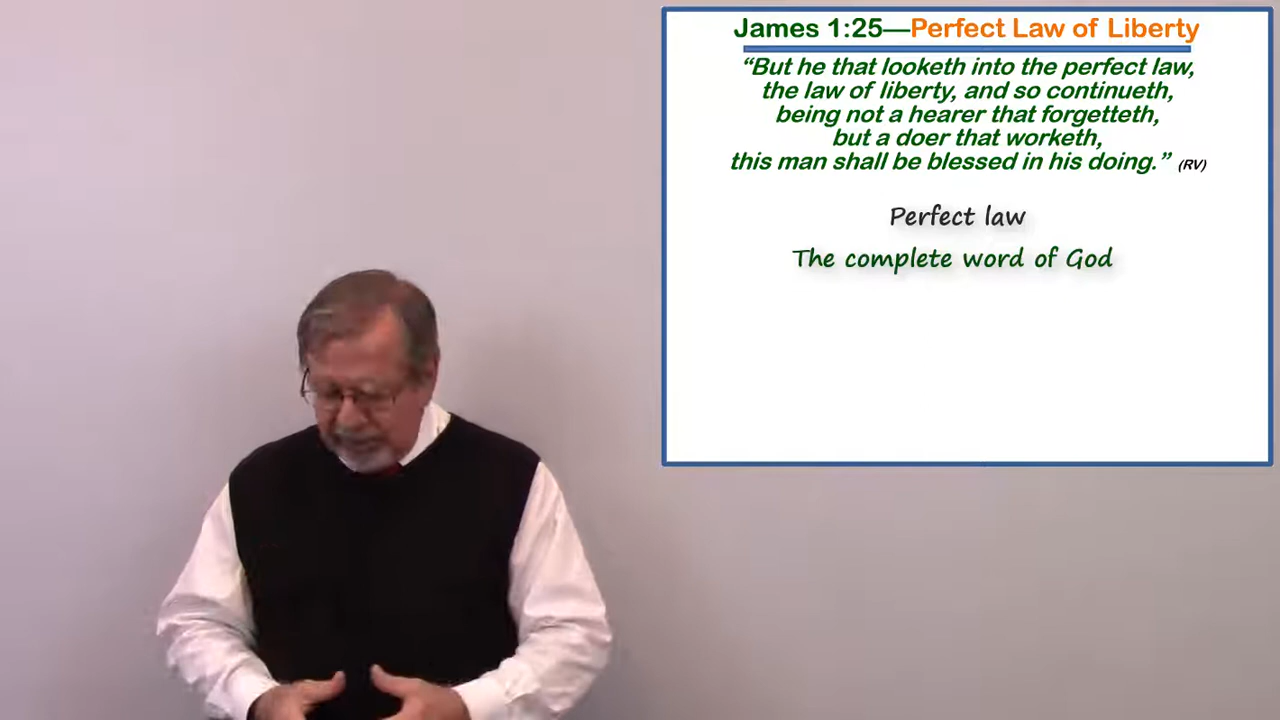 James 1:25—Perfect Law of Liberty
“But he that looketh into the perfect law,
the law of liberty, and so continueth,
being not a hearer that forgetteth,
but a doer that worketh,
this man shall be blessed in his doing.” (RV)
Perfect law
The complete word of God